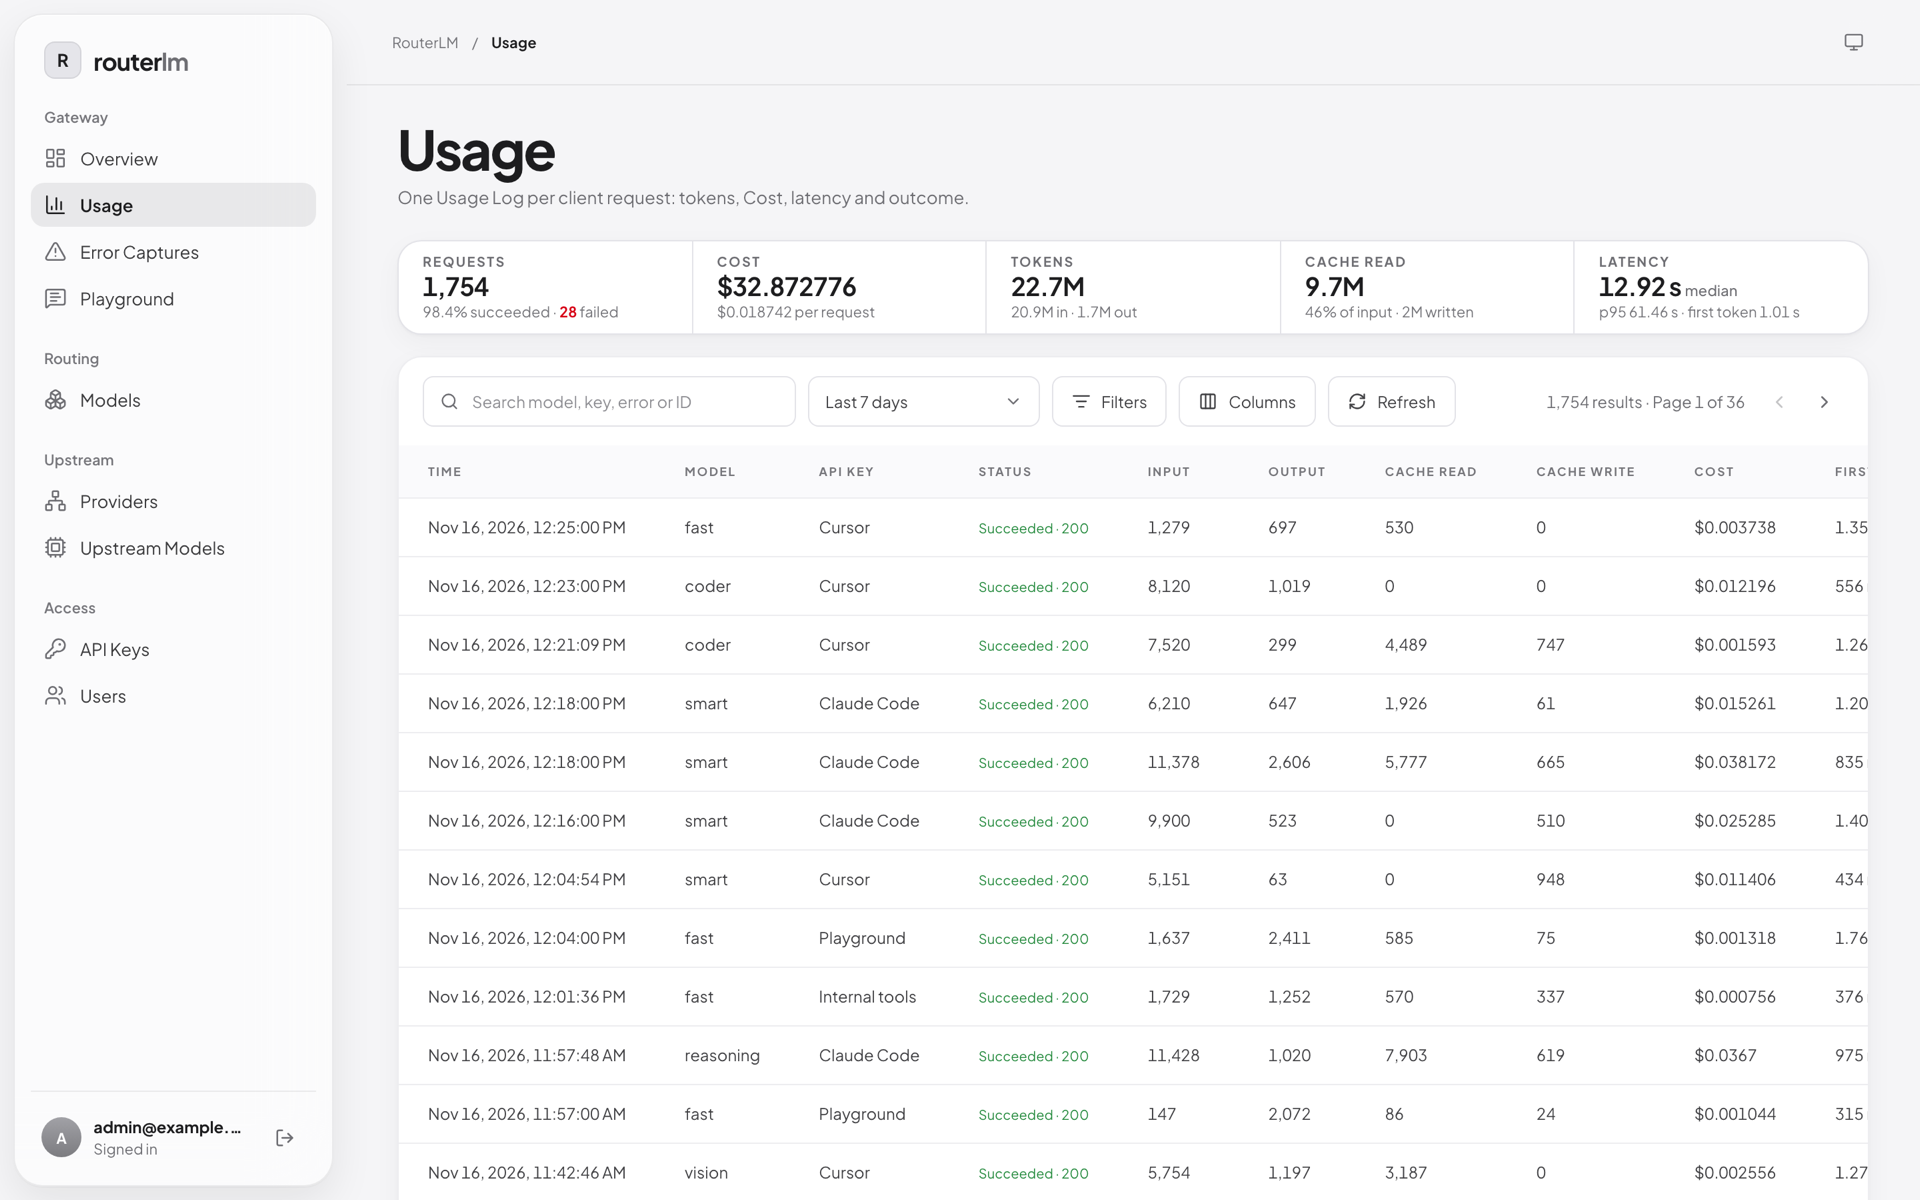 R routerlm
Gateway
Overview
Usage
Error Captures
Playground
Routing
Models
Upstream
Providers
Upstream Models
Access
API Keys
Users
A
admin@example....
Signed in
RouterLM / Usage
Usage
One Usage Log per client request: tokens, Cost, latency and outcome.
REQUESTS
1,754
98.4% succeeded · 28 failed
COST
$32.872776
$0.018742 per request
TOKENS
22.7M
20.9M in · 1.7M out
CACHE READ
9.7M
46% of input · 2M written
LATENCY
12.92 s median
p95 61.46 s · first token 1.01 s
Search model, key, error or ID Last 7 days Filters Columns Refresh 1,754 results · Page 1 of 36
TIME MODEL API KEY STATUS INPUT OUTPUT CACHE READ CACHE WRITE COST FIRS
Nov 16, 2026, 12:25:00 PM fast Cursor Succeeded · 200 1,279 697 530 0 $0.003738 1.35
Nov 16, 2026, 12:23:00 PM coder Cursor Succeeded · 200 8,120 1,019 0 0 $0.012196 556
Nov 16, 2026, 12:21:09 PM coder Cursor Succeeded · 200 7,520 299 4,489 747 $0.001593 1.26
Nov 16, 2026, 12:18:00 PM smart Claude Code Succeeded · 200 6,210 647 1,926 61 $0.015261 1.20
Nov 16, 2026, 12:18:00 PM smart Claude Code Succeeded · 200 11,378 2,606 5,777 665 $0.038172 835
Nov 16, 2026, 12:16:00 PM smart Claude Code Succeeded · 200 9,900 523 0 510 $0.025285 1.40
Nov 16, 2026, 12:04:54 PM smart Cursor Succeeded · 200 5,151 63 0 948 $0.011406 434
Nov 16, 2026, 12:04:00 PM fast Playground Succeeded · 200 1,637 2,411 585 75 $0.001318 1.76
Nov 16, 2026, 12:01:36 PM fast Internal tools Succeeded · 200 1,729 1,252 570 337 $0.000756 376
Nov 16, 2026, 11:57:48 AM reasoning Claude Code Succeeded · 200 11,428 1,020 7,903 619 $0.0367 975
Nov 16, 2026, 11:57:00 AM fast Playground Succeeded · 200 147 2,072 86 24 $0.001044 315
Nov 16, 2026, 11:42:46 AM vision Cursor Succeeded · 200 5,754 1,197 3,187 0 $0.002556 1.27